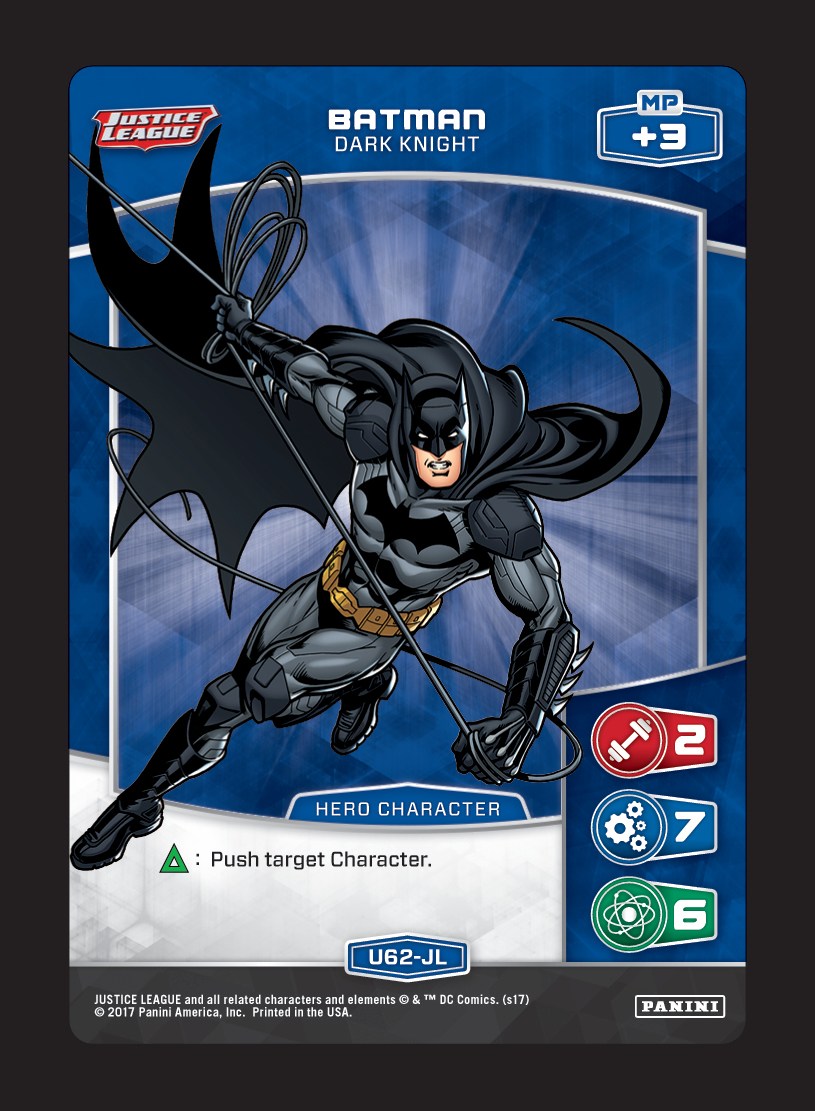 JUSTICE
LEAGUE
BATMAN
DARK KNIGHT
MP
+3
2
7
6
HERO CHARACTER
: Push target Character.
U62-JL
JUSTICE LEAGUE and all related characters and elements © & ™ DC Comics. (s17)
© 2017 Panini America, Inc. Printed in the USA.
PANINI